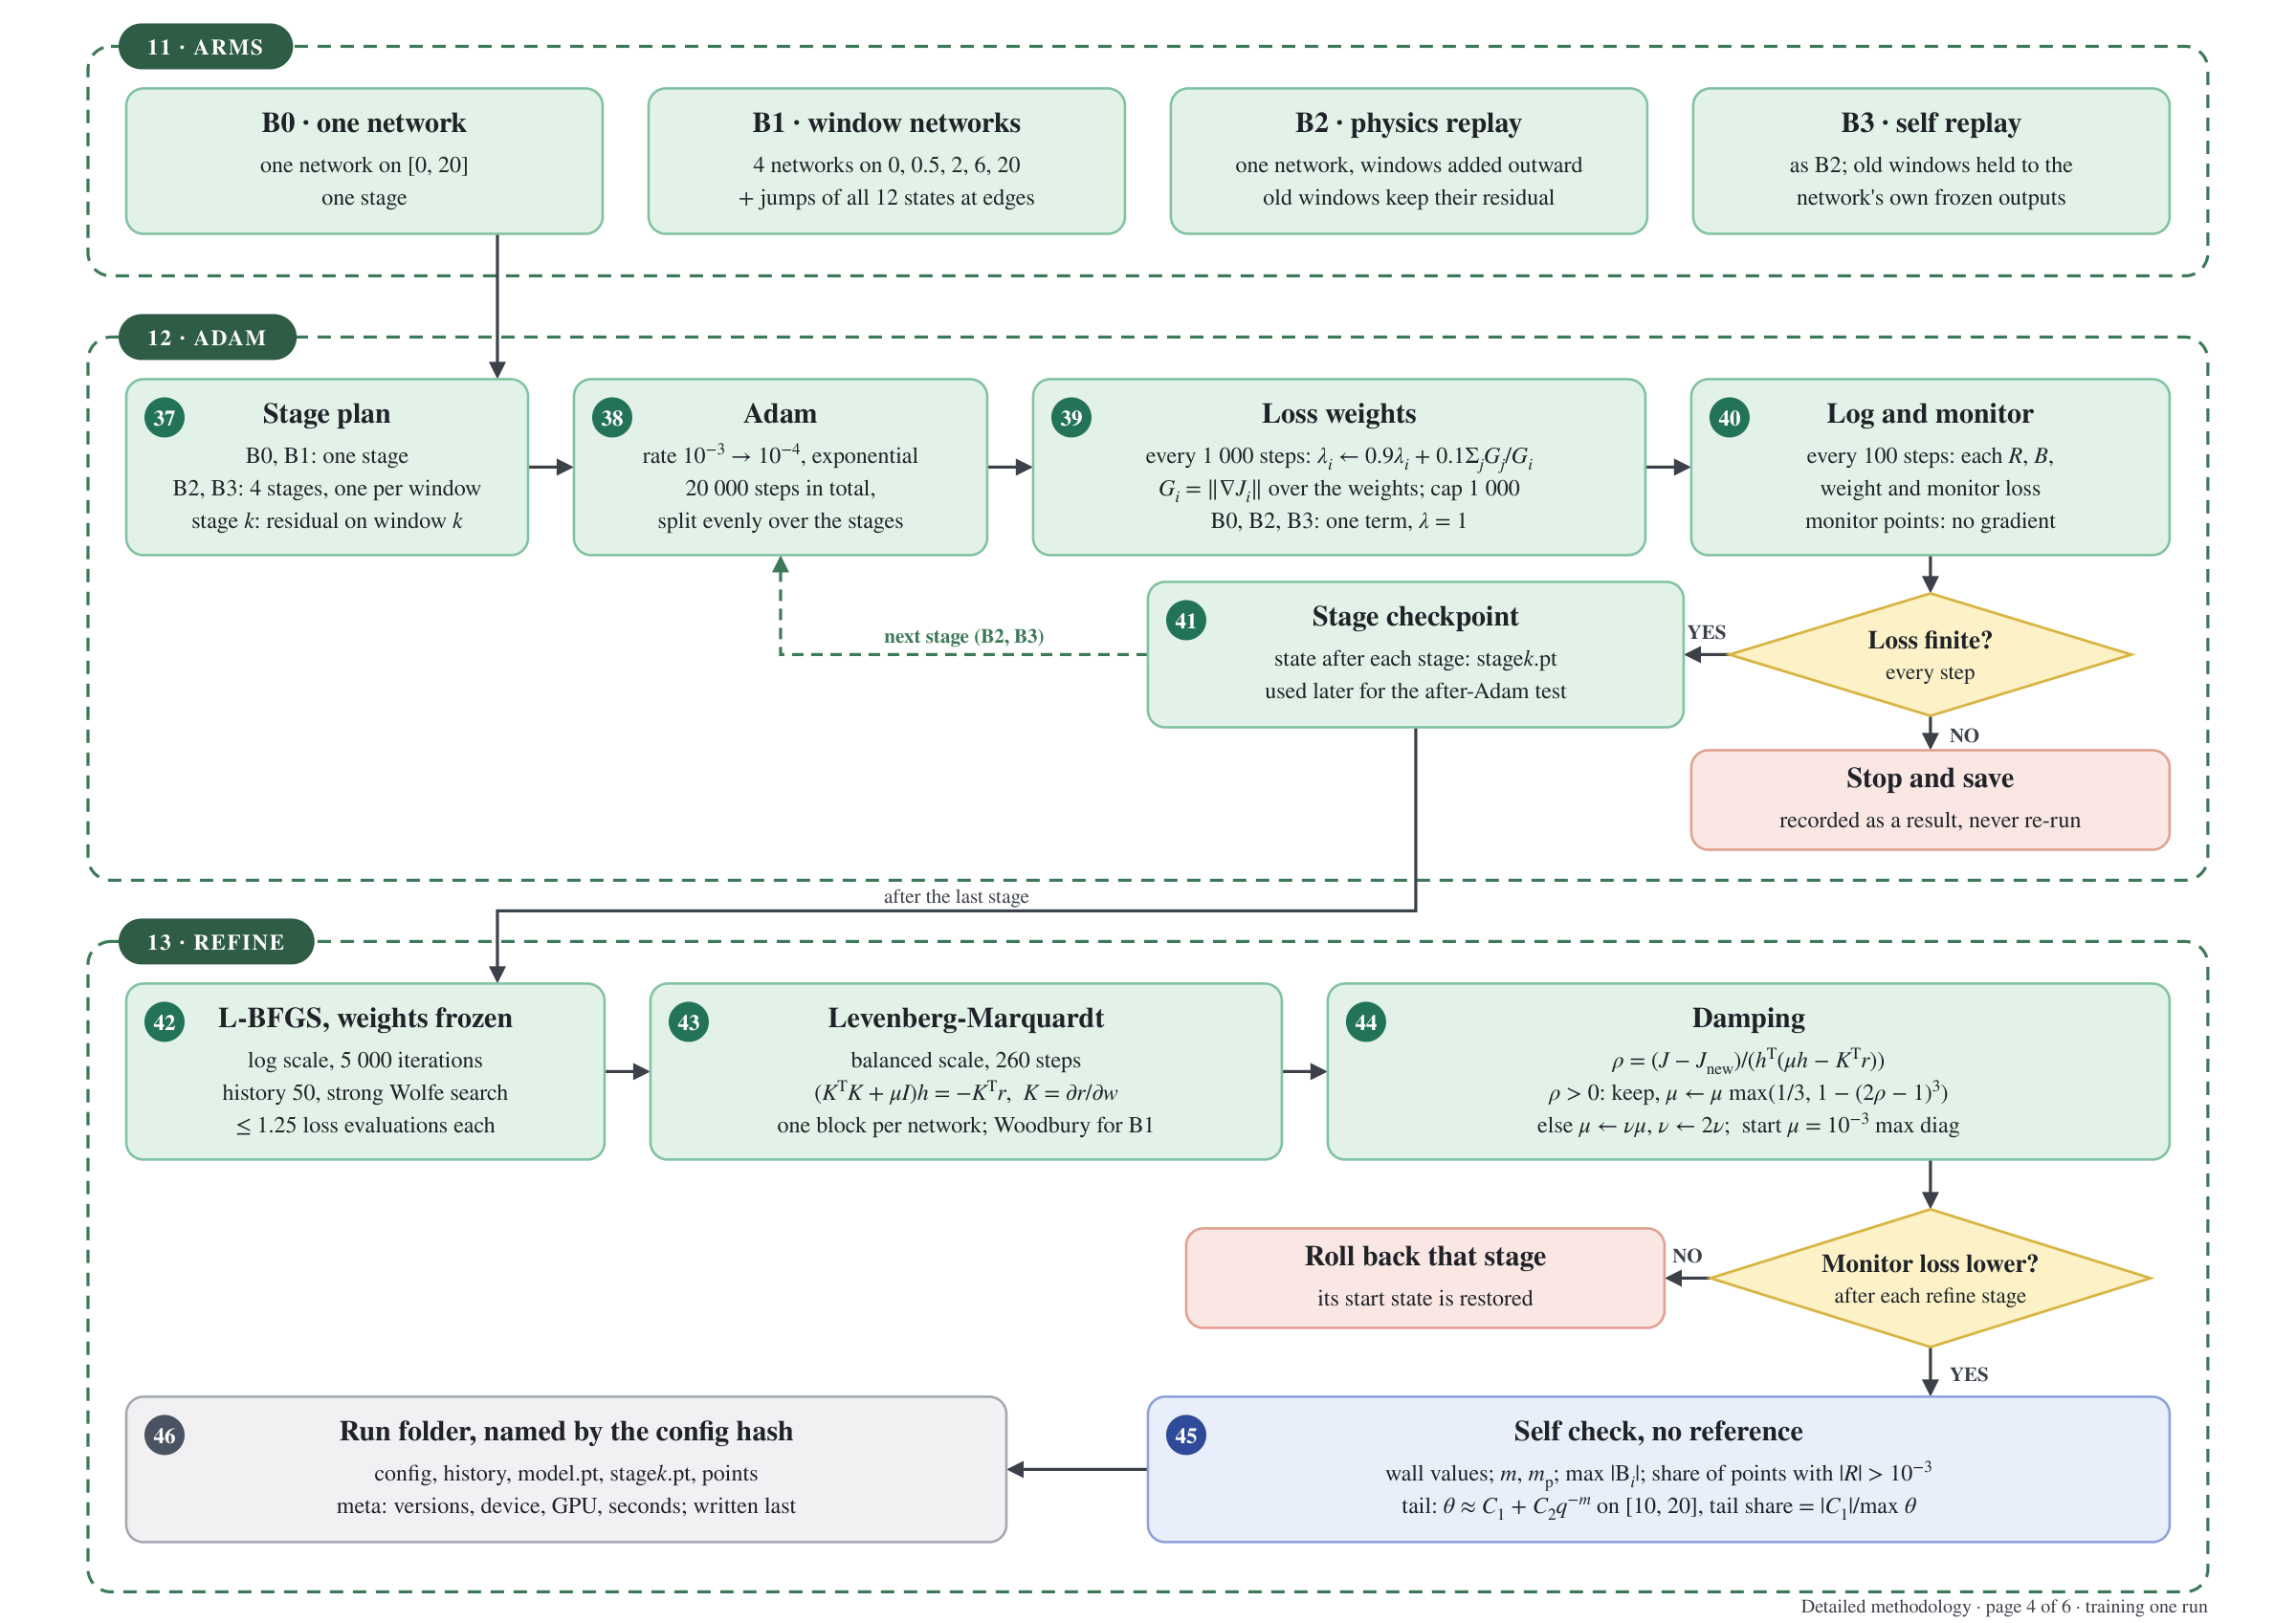 11 · ARMS
B0 · one network
one network on [0, 20]
one stage
B1 · window networks
4 networks on 0, 0.5, 2, 6, 20
+ jumps of all 12 states at edges
B2 · physics replay
one network, windows added outward
old windows keep their residual
B3 · self replay
as B2; old windows held to the
network's own frozen outputs
12 · ADAM
37
Stage plan
B0, B1: one stage
B2, B3: 4 stages, one per window
stage k: residual on window k
38
Adam
rate 10⁻³ → 10⁻⁴, exponential
20 000 steps in total,
split evenly over the stages
39
Loss weights
every 1 000 steps: λᵢ ← 0.9λᵢ + 0.1ΣⱼGⱼ/Gᵢ
Gᵢ = ‖∇Jᵢ‖ over the weights; cap 1 000
B0, B2, B3: one term, λ = 1
40
Log and monitor
every 100 steps: each R, B,
weight and monitor loss
monitor points: no gradient
41
Stage checkpoint
state after each stage: stagek.pt
used later for the after-Adam test
next stage (B2, B3)
YES
Loss finite?
every step
NO
Stop and save
recorded as a result, never re-run
after the last stage
13 · REFINE
42
L-BFGS, weights frozen
log scale, 5 000 iterations
history 50, strong Wolfe search
≤ 1.25 loss evaluations each
43
Levenberg-Marquardt
balanced scale, 260 steps
(KᵀK + μI)h = −Kᵀr, K = ∂r/∂w
one block per network; Woodbury for B1
44
Damping
ρ = (J − J_new)/(hᵀ(μh − Kᵀr))
ρ > 0: keep, μ ← μ max(1/3, 1 − (2ρ − 1)³)
else μ ← νμ, ν ← 2ν; start μ = 10⁻³ max diag
Roll back that stage
its start state is restored
NO
Monitor loss lower?
after each refine stage
YES
46
Run folder, named by the config hash
config, history, model.pt, stagek.pt, points
meta: versions, device, GPU, seconds; written last
45
Self check, no reference
wall values; m, mₚ; max |Bᵢ|; share of points with |R| > 10⁻³
tail: θ ≈ C₁ + C₂q⁻ᵐ on [10, 20], tail share = |C₁|/max θ
Detailed methodology · page 4 of 6 · training one run